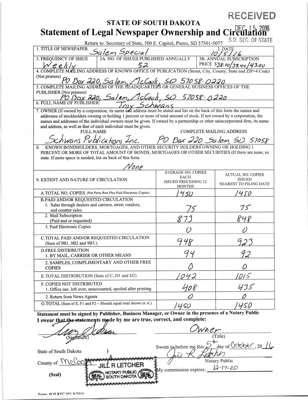 RECEIVED
DEC 15 2016
S.D. SEC. OF STATE
STATE OF SOUTH DAKOTA
Statement of Legal Newspaper Ownership and Circulation
Return to: Secretary of State, 500 E. Capitol, Pierre, SD 57501-5077
1. TITLE OF NEWSPAPER Salem Special
2. DATE 10/5/16
3. FREQUENCY OF ISSUE Weekly
3A. NO. OF ISSUES PUBLISHED ANNUALLY 52
3B. ANNUAL SUBSCRIPTION PRICE
4. COMPLETE MAILING ADDRESS OF KNOWN OFFICE OF PUBLICATION (Street, City, County, State and ZIP+4 Code) (Not printers)
PO Box 220, Salem, McCook, SD 57058-0220
5. COMPLETE MAILING ADDRESS OF THE HEADQUARTERS OR GENERAL BUSINESS OFFICES OF THE PUBLISHER (Not printers)
PO Box 220, Salem, McCook, SD 57058-0220
6. FULL NAME OF PUBLISHER: Troy Schwans
7. OWNER (If owned by a corporation, its name and address must be stated and list on the back of this form the names and
addresses of stockholders owning or holding 1 percent or more of total amount of stock. If not owned by a corporation, the
names and addresses of the individual owners must be given. If owned by a partnership or other unincorporated firm, its name
and address, as well as that of each individual must be given.
FULL NAME COMPLETE MAILING ADDRESS
Schwans Publication Inc. PO Box 220 Salem SD 57058
8. KNOWN BONDHOLDERS, MORTGAGES, AND OTHER SECURITY HOLDERS OWNING OR HOLDING 1
PERCENT OR MORE OF TOTAL AMOUNT OF BONDS, MORTGAGES OR OTHER SECURITIES (If there are none, so
state. If more space is needed, list on back of this form.
None
9. EXTENT AND NATURE OF CIRCULATION
AVERAGE NO. COPIES EACH ISSUED PRECEEDING 12 MONTHS
ACTUAL NO. COPIES ISSUED NEAREST TO FILING DATE
A. TOTAL NO. COPIES (Net Press Run Plus Paid Electronic Copies) 1450 1450
B. PAID AND/OR REQUESTED CIRCULATION
1. Sales through dealers and carriers, street vendors, and counter sales 75 75
2. Mail Subscription (Paid and or requested) 873 848
3. Paid Electronic Copies 0 0
C. TOTAL PAID AND/OR REQUESTED CIRCULATION (Sum of 9B1, 9B2 and 9B3.) 948 923
D. FREE DISTRIBUTION
1. BY MAIL, CARRIER OR OTHER MEANS 94 92
2. SAMPLES, COMPLIMENTARY AND OTHER FREE COPIES 0 0
E. TOTAL DISTRIBUTION (Sum of C, D1 and D2) 1042 1015
F. COPIES NOT DISTRIBUTED
1. Office use, left over, unaccounted, spoiled after printing 408 435
2. Return from News Agents 0 0
G. TOTAL (Sum of E, F1 and F2 – Should equal total shown in A.) 1450 1450
Statement must be signed by Publisher, Business Manager, or Owner in the presence of a Notary Public
I swear that the statements made by me are true, correct, and complete:
Owner
(Signature) (Title)
State of South Dakota
Sworn to before me this 5th day of October, 2016
County of McCook
Notary Public
(Seal)
JILL R LETCHER
NOTARY PUBLIC
SOUTH DAKOTA
My commission expires: 12-17-20